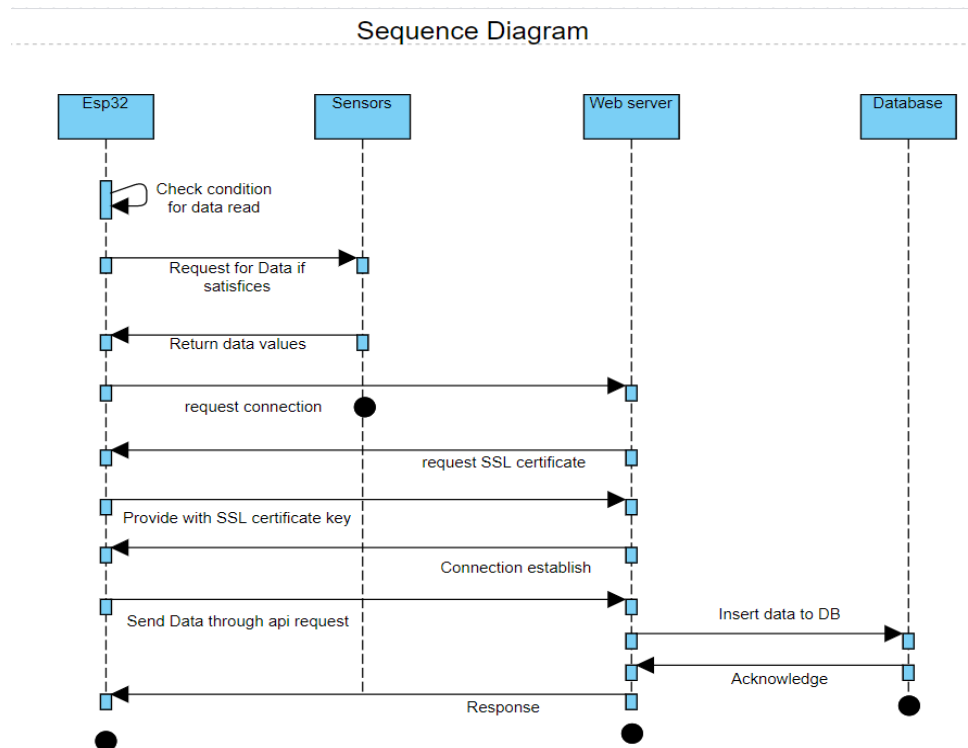 Sequence Diagram
Esp32
Sensors
Web server
Database
Check condition
for data read
Request for Data if
satisfices
Return data values
request connection
request SSL certificate
Provide with SSL certificate key
Connection establish
Send Data through api request
Insert data to DB
Acknowledge
Response